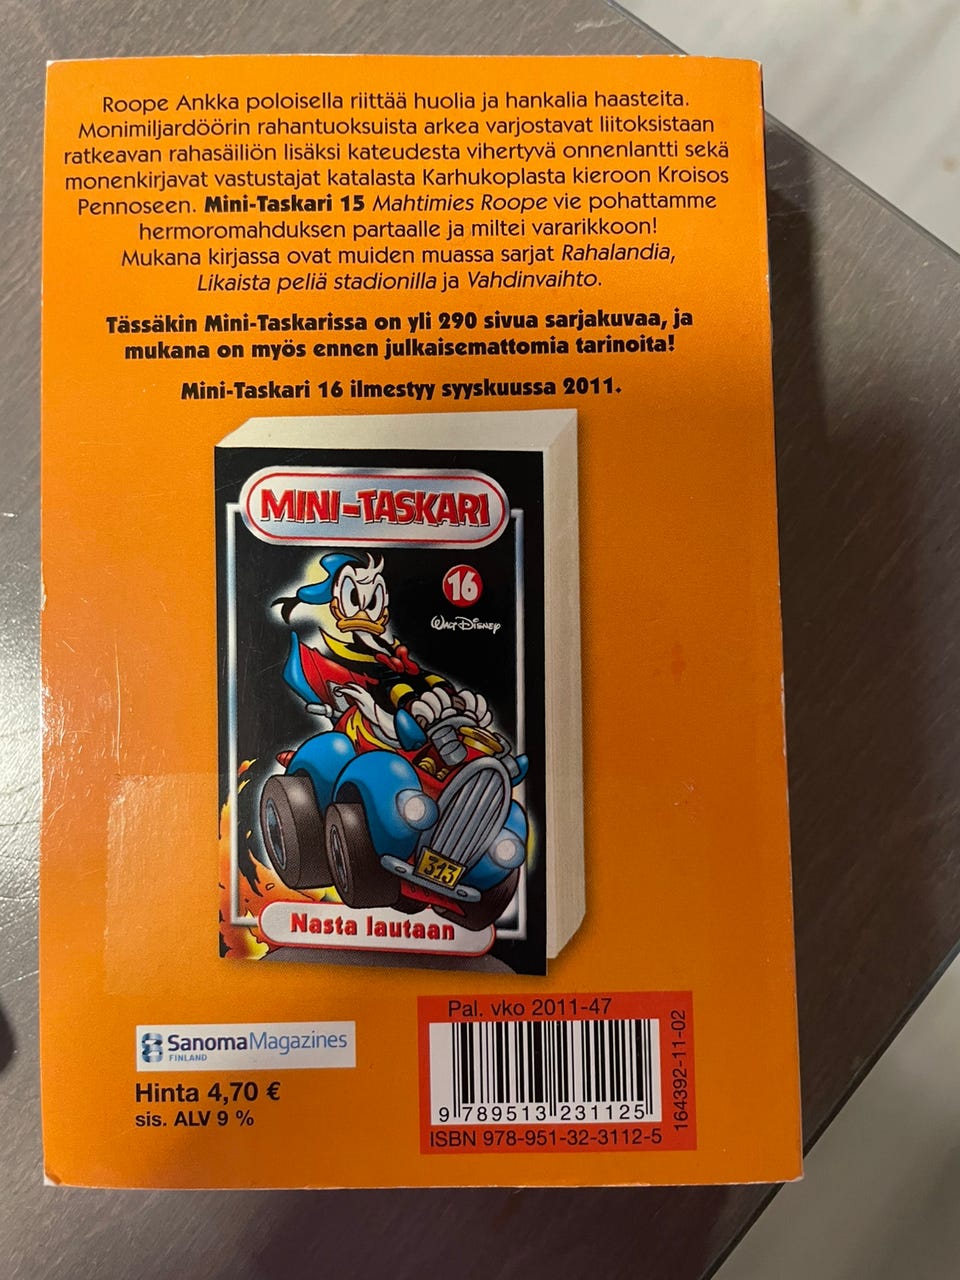 Roope Ankka poloisella riittää huolia ja hankalia haasteita.
Monimiljardöörin rahantuoksuista arkea varjostavat liitoksistaan
ratkeavan rahasäiliön lisäksi kateudesta vihertyvä onnenlantti sekä
monenkirjavat vastustajat katalasta Karhukoplasta kieroon Kroisos
Pennoseen. Mini-Taskari 15 Mahtimies Roope vie pohattamme
hermoromahduksen partaalle ja miltei vararikkoon!
Mukana kirjassa ovat muiden muassa sarjat Rahalandia,
Likaista peliä stadionilla ja Vahdinvaihto.
Tässäkin Mini-Taskarissa on yli 290 sivua sarjakuvaa, ja
mukana on myös ennen julkaisemattomia tarinoita!
Mini-Taskari 16 ilmestyy syyskuussa 2011.
MINI-TASKARI
16
Walt Disney
313
Nasta lautaan
SanomaMagazines
FINLAND
Hinta 4,70 €
sis. ALV 9 %
Pal. vko 2011-47
9 789513 231125
ISBN 978-951-32-3112-5
164392-11-02